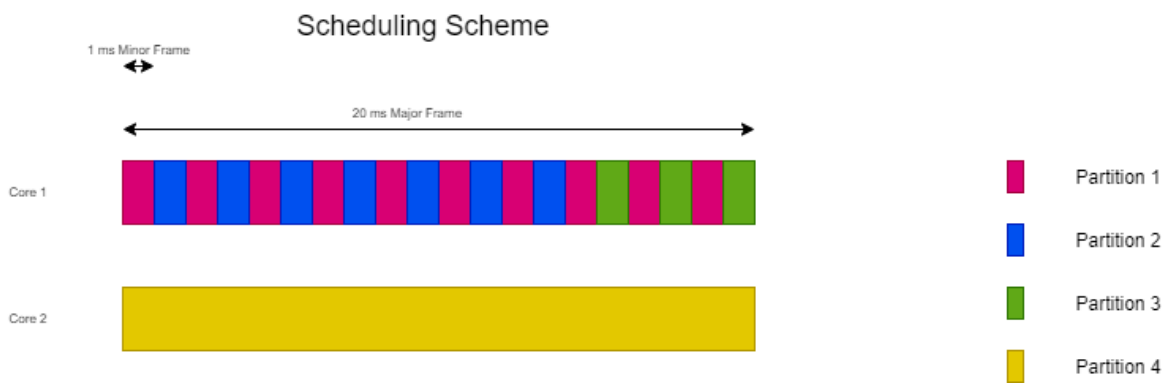 Scheduling Scheme
1 ms Minor Frame
20 ms Major Frame
Core 1
Partition 1
Partition 2
Core 2
Partition 3
Partition 4